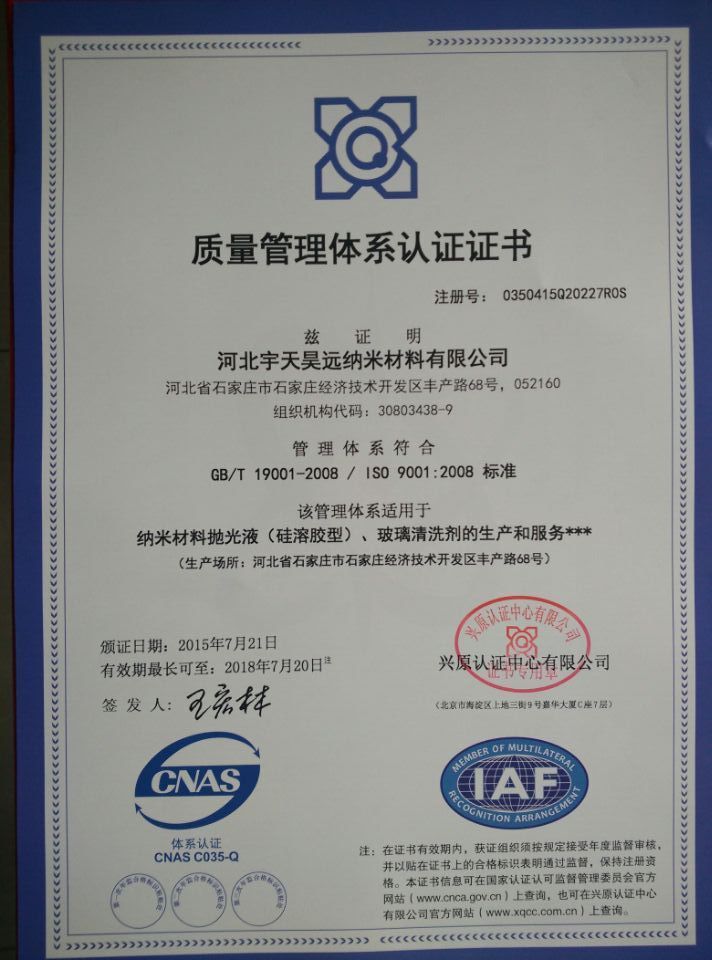 质量管理体系认证证书
注册号： 0350415Q20227R0S
兹 证 明
河北宇天昊远纳米材料有限公司
河北省石家庄市石家庄经济技术开发区丰产路68号，052160
组织机构代码：30803438-9
管 理 体 系 符 合
GB/T 19001-2008 / ISO 9001:2008 标准
该管理体系适用于
纳米材料抛光液（硅溶胶型）、玻璃清洗剂的生产和服务***
（生产场所：河北省石家庄市石家庄经济技术开发区丰产路68号）
颁证日期：2015年7月21日
有效期最长可至：2018年7月20日注
签 发 人：
兴原认证中心有限公司
证书专用章
兴原认证中心有限公司
（北京市海淀区上地三街9号嘉华大厦C座7层）
CNAS
体系认证
CNAS C035-Q
MEMBER OF MULTILATERAL
IAF
RECOGNITION ARRANGEMENT
注：在证书有效期内，获证组织须按规定接受年度监督审核，
并以贴在证书上的合格标识表明通过监督，保持注册资
格。本证书信息可在国家认证认可监督管理委员会官方
网站（www.cnca.gov.cn）上查询，也可在兴原认证中心
有限公司官方网站（www.xqcc.com.cn）上查询。